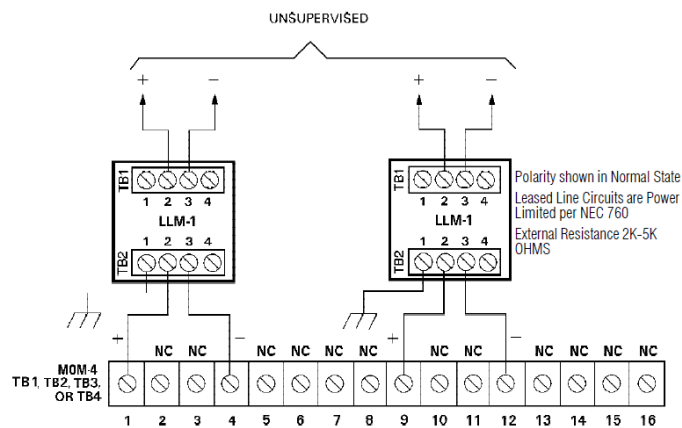 UNSUPERVISED
+ − + −
TB1 TB1
1 2 3 4 1 2 3 4
LLM-1 LLM-1
1 2 3 4 1 2 3 4
TB2 TB2
Polarity shown in Normal State
Leased Line Circuits are Power
Limited per NEC 760
External Resistance 2K-5K
OHMS
+ − + −
NC NC NC NC NC NC NC NC NC NC NC NC
MOM-4
TB1, TB2, TB3,
OR TB4
1 2 3 4 5 6 7 8 9 10 11 12 13 14 15 16